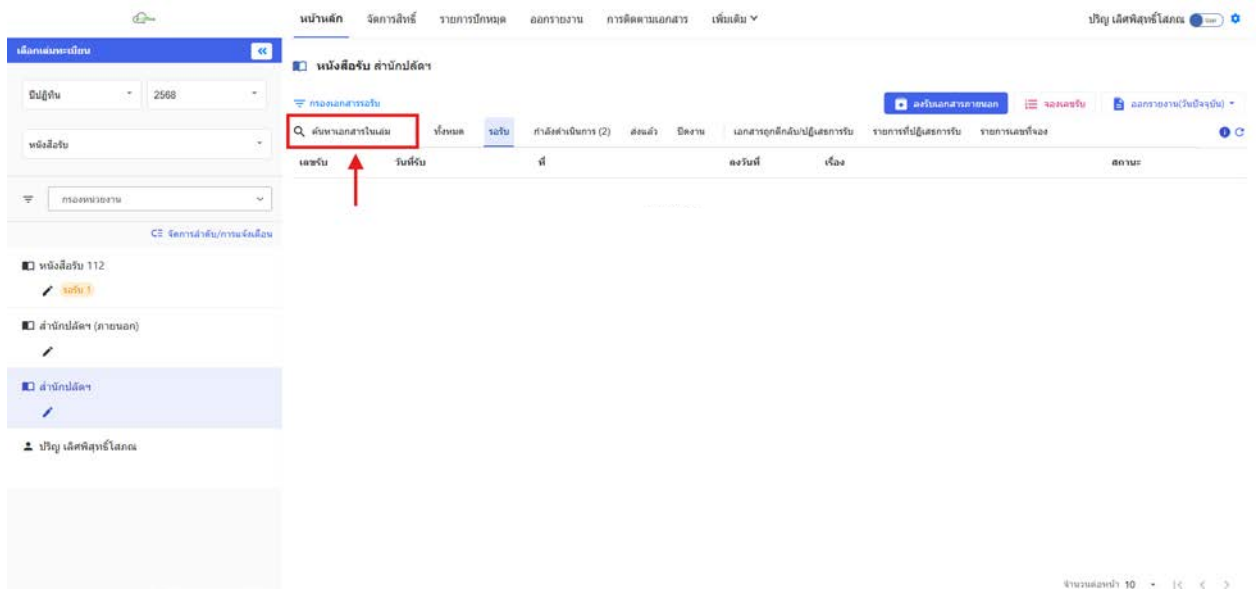 หน้าหลัก จัดการสิทธิ์ รายการปักหมุด ออกรายงาน การติดตามเอกสาร เพิ่มเติม ปริญ เลิศพิสุทธิ์โสภณ
เลือกเล่มทะเบียน
หนังสือรับ สำนักปลัดฯ
ปีปฏิทิน 2568
กรองเอกสารรอรับ ลงรับเอกสารภายนอก จองเลขรับ ออกรายงาน(วันปัจจุบัน)
หนังสือรับ
ค้นหาเอกสารในเล่ม ทั้งหมด รอรับ กำลังดำเนินการ (2) ส่งแล้ว ปิดงาน เอกสารถูกดึกลับ/ปฏิเสธการรับ รายการที่ปฏิเสธการรับ รายการเลขที่จอง
เลขรับ วันที่รับ ที่ ลงวันที่ เรื่อง สถานะ
กรองหน่วยงาน
จัดการลำดับ/การแจ้งเตือน
หนังสือรับ 112
รอรับ 1
สำนักปลัดฯ (ภายนอก)
สำนักปลัดฯ
ปริญ เลิศพิสุทธิ์โสภณ
จำนวนต่อหน้า 10